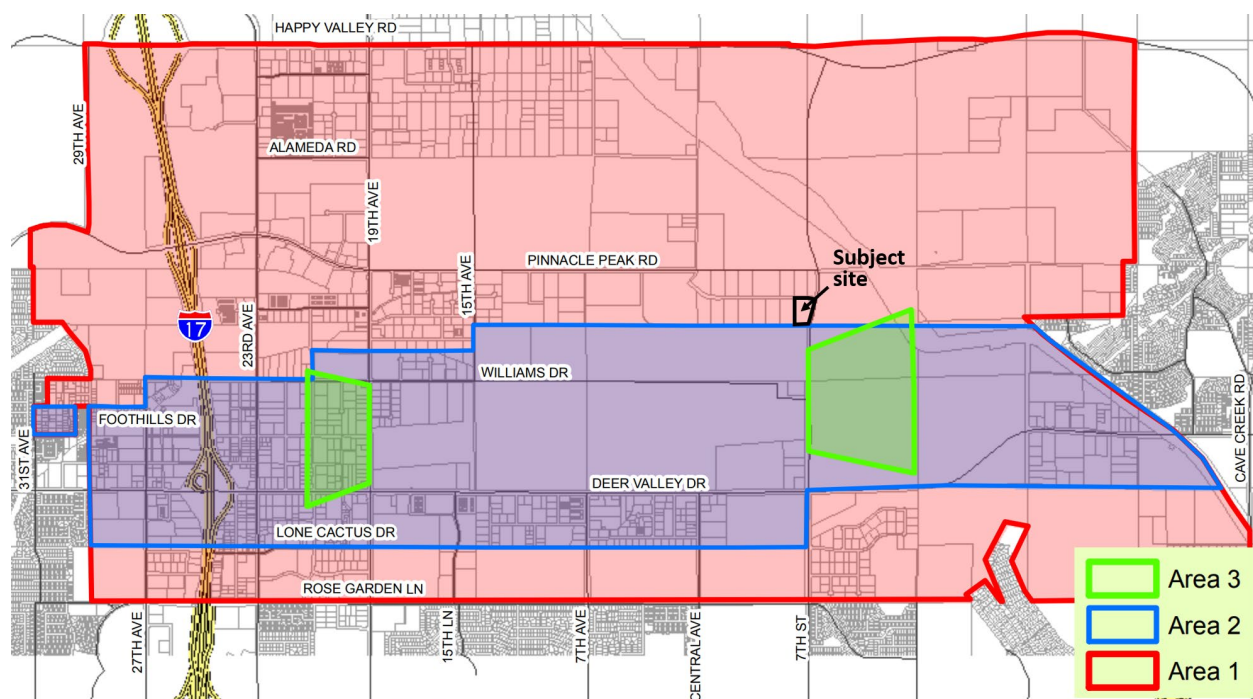 HAPPY VALLEY RD
29TH AVE
ALAMEDA RD
19TH AVE
PINNACLE PEAK RD
Subject
site
15TH AVE
17
23RD AVE
WILLIAMS DR
FOOTHILLS DR
31ST AVE
CAVE CREEK RD
DEER VALLEY DR
LONE CACTUS DR
ROSE GARDEN LN
27TH AVE
15TH LN
7TH AVE
CENTRAL AVE
7TH ST
Area 3
Area 2
Area 1